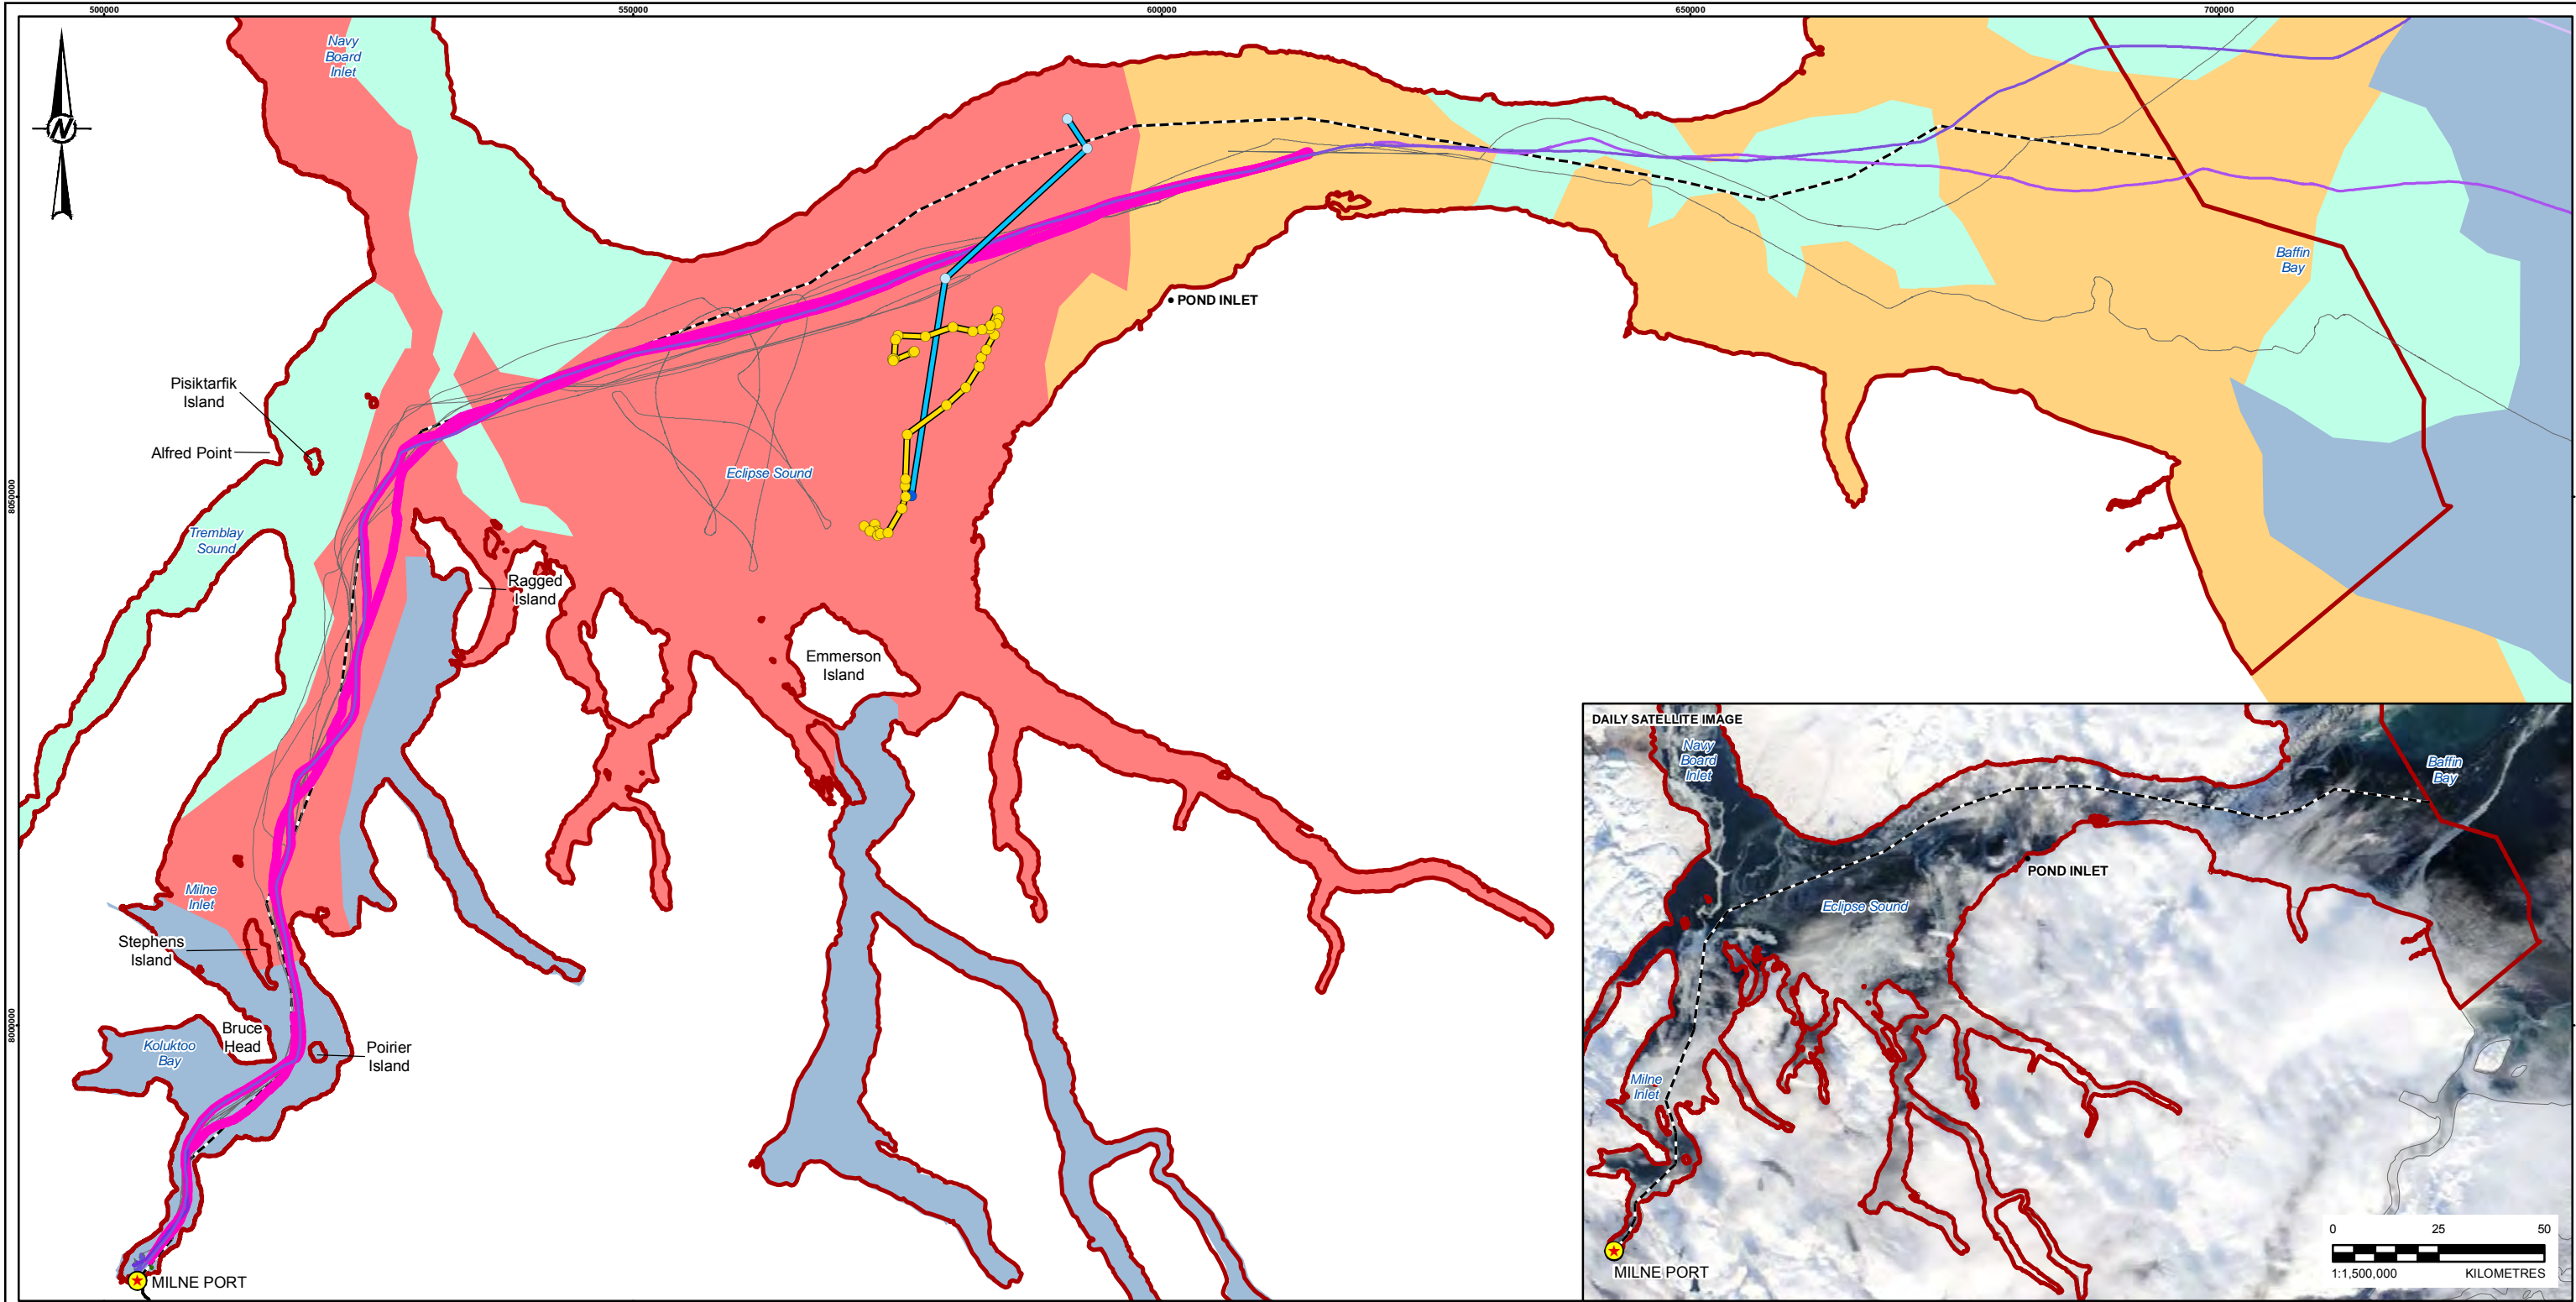 500000
550000
600000
650000
700000
Navy
Board
Inlet
N
Baffin
Bay
POND INLET
Pisiktarfik
Island
Alfred Point
Eclipse Sound
8050000
Tremblay
Sound
Ragged
Island
Emmerson
Island
Milne
Inlet
Stephens
Island
8000000
Bruce
Head
Koluktoo
Bay
Poirier
Island
MILNE PORT
DAILY SATELLITE IMAGE
Navy
Board
Inlet
Baffin
Bay
POND INLET
Eclipse Sound
Milne
Inlet
MILNE PORT
0 25 50
1:1,500,000 KILOMETRES